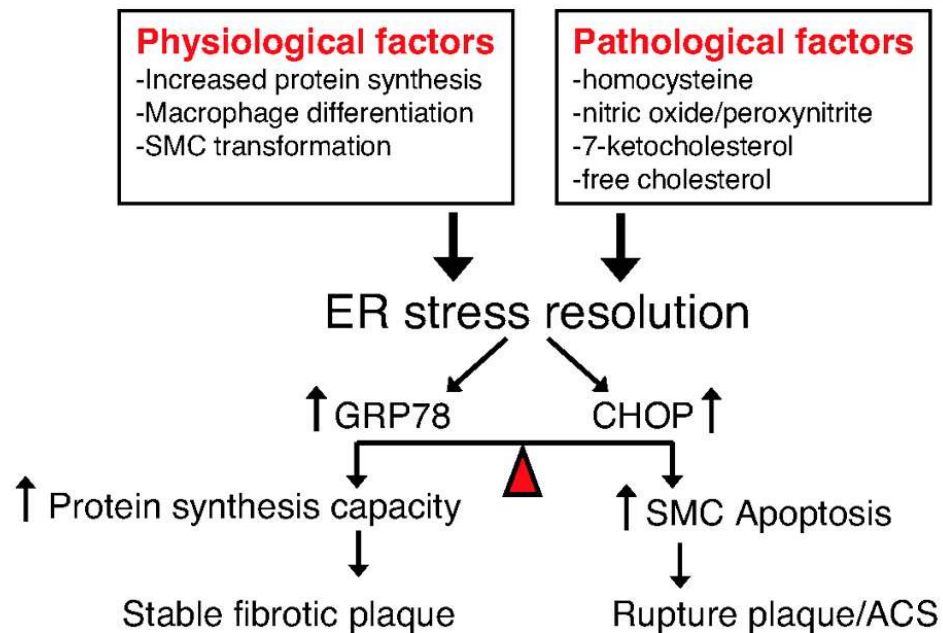 Physiological factors
-Increased protein synthesis
-Macrophage differentiation
-SMC transformation
Pathological factors
-homocysteine
-nitric oxide/peroxynitrite
-7-ketocholesterol
-free cholesterol
ER stress resolution
↑ GRP78
CHOP ↑
↑ Protein synthesis capacity
↑ SMC Apoptosis
Stable fibrotic plaque
Rupture plaque/ACS